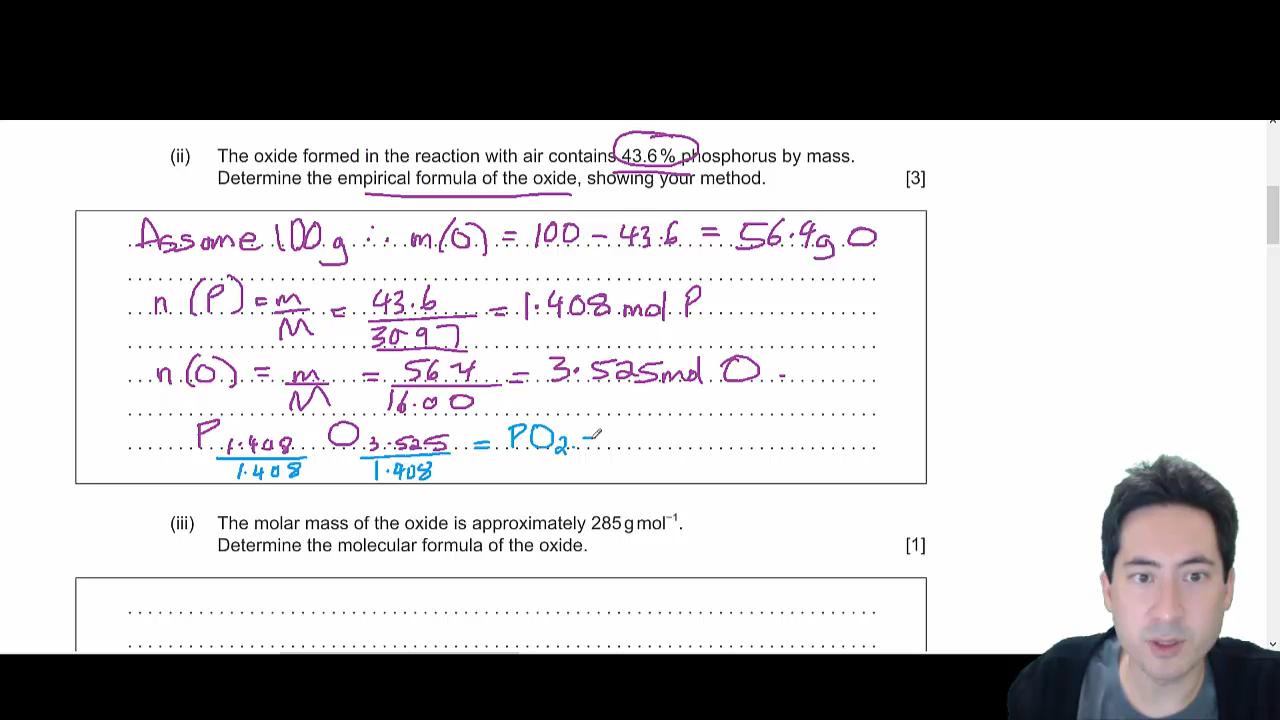 (ii) The oxide formed in the reaction with air contains 43.6% phosphorus by mass.
Determine the empirical formula of the oxide, showing your method. [3]
Assume 100g ∴ m(O) = 100 - 43.6 = 56.4g O
n(P) = m/M = 43.6/30.97 = 1.408 mol P
n(O) = m/M = 56.4/16.00 = 3.525 mol O
P 1.408/1.408 O 3.525/1.408 = PO2.
(iii) The molar mass of the oxide is approximately 285 g mol⁻¹.
Determine the molecular formula of the oxide. [1]